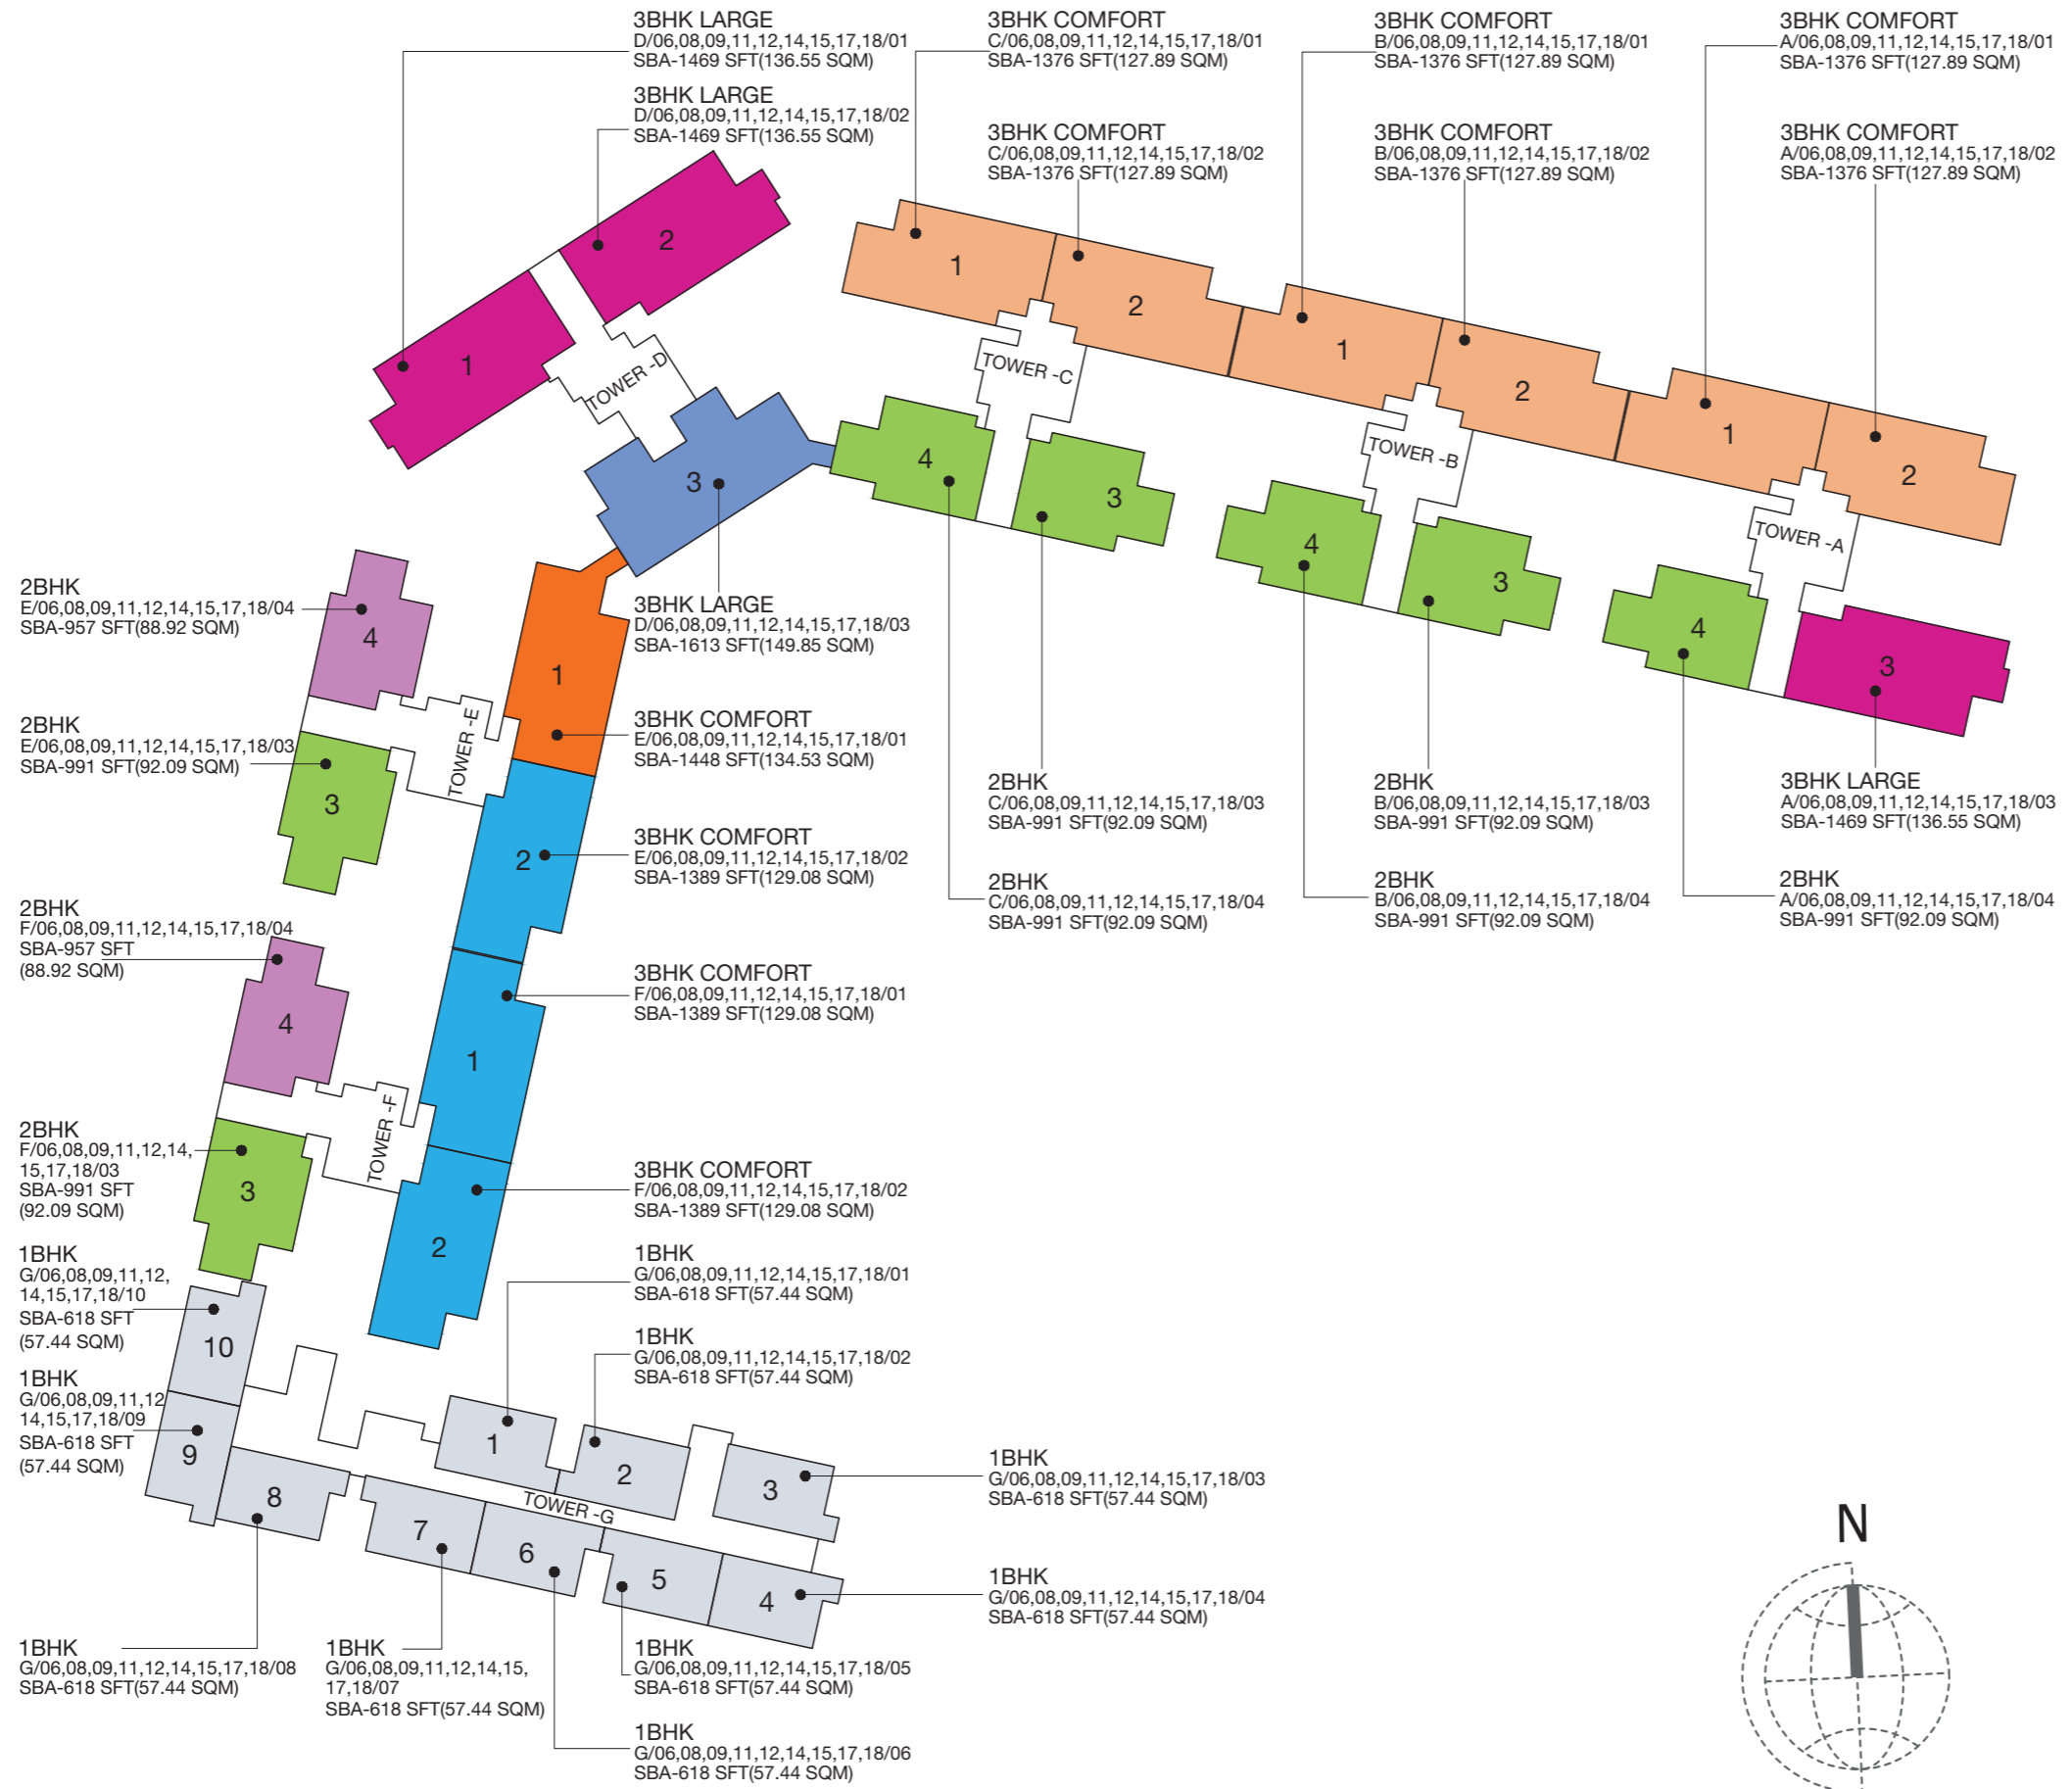 3BHK LARGE
D/06,08,09,11,12,14,15,17,18/01
SBA-1469 SFT(136.55 SQM)
3BHK COMFORT
C/06,08,09,11,12,14,15,17,18/01
SBA-1376 SFT(127.89 SQM)
3BHK COMFORT
B/06,08,09,11,12,14,15,17,18/01
SBA-1376 SFT(127.89 SQM)
3BHK COMFORT
A/06,08,09,11,12,14,15,17,18/01
SBA-1376 SFT(127.89 SQM)
3BHK LARGE
D/06,08,09,11,12,14,15,17,18/02
SBA-1469 SFT(136.55 SQM)
3BHK COMFORT
C/06,08,09,11,12,14,15,17,18/02
SBA-1376 SFT(127.89 SQM)
3BHK COMFORT
B/06,08,09,11,12,14,15,17,18/02
SBA-1376 SFT(127.89 SQM)
3BHK COMFORT
A/06,08,09,11,12,14,15,17,18/02
SBA-1376 SFT(127.89 SQM)
2
1
TOWER -D
3
1
2
TOWER -C
4
3
1
2
TOWER -B
4
3
1
2
TOWER -A
4
3
2BHK
E/06,08,09,11,12,14,15,17,18/04
SBA-957 SFT(88.92 SQM)
4
3BHK LARGE
D/06,08,09,11,12,14,15,17,18/03
SBA-1613 SFT(149.85 SQM)
1
2BHK
E/06,08,09,11,12,14,15,17,18/03
SBA-991 SFT(92.09 SQM)
TOWER -E
3
3BHK COMFORT
E/06,08,09,11,12,14,15,17,18/01
SBA-1448 SFT(134.53 SQM)
2BHK
C/06,08,09,11,12,14,15,17,18/03
SBA-991 SFT(92.09 SQM)
2BHK
B/06,08,09,11,12,14,15,17,18/03
SBA-991 SFT(92.09 SQM)
3BHK LARGE
A/06,08,09,11,12,14,15,17,18/03
SBA-1469 SFT(136.55 SQM)
2
3BHK COMFORT
E/06,08,09,11,12,14,15,17,18/02
SBA-1389 SFT(129.08 SQM)
2BHK
C/06,08,09,11,12,14,15,17,18/04
SBA-991 SFT(92.09 SQM)
2BHK
B/06,08,09,11,12,14,15,17,18/04
SBA-991 SFT(92.09 SQM)
2BHK
A/06,08,09,11,12,14,15,17,18/04
SBA-991 SFT(92.09 SQM)
2BHK
F/06,08,09,11,12,14,15,17,18/04
SBA-957 SFT
(88.92 SQM)
4
3BHK COMFORT
F/06,08,09,11,12,14,15,17,18/01
SBA-1389 SFT(129.08 SQM)
1
TOWER -F
2BHK
F/06,08,09,11,12,14,
15,17,18/03
SBA-991 SFT
(92.09 SQM)
3
3BHK COMFORT
F/06,08,09,11,12,14,15,17,18/02
SBA-1389 SFT(129.08 SQM)
2
1BHK
G/06,08,09,11,12,
14,15,17,18/10
SBA-618 SFT
(57.44 SQM)
10
1BHK
G/06,08,09,11,12,14,15,17,18/01
SBA-618 SFT(57.44 SQM)
1BHK
G/06,08,09,11,12,14,15,17,18/02
SBA-618 SFT(57.44 SQM)
1BHK
G/06,08,09,11,12
14,15,17,18/09
SBA-618 SFT
(57.44 SQM)
9
8
1
2
3
TOWER -G
7
6
5
4
1BHK
G/06,08,09,11,12,14,15,17,18/03
SBA-618 SFT(57.44 SQM)
1BHK
G/06,08,09,11,12,14,15,17,18/04
SBA-618 SFT(57.44 SQM)
N
1BHK
G/06,08,09,11,12,14,15,17,18/08
SBA-618 SFT(57.44 SQM)
1BHK
G/06,08,09,11,12,14,15,
17,18/07
SBA-618 SFT(57.44 SQM)
1BHK
G/06,08,09,11,12,14,15,17,18/05
SBA-618 SFT(57.44 SQM)
1BHK
G/06,08,09,11,12,14,15,17,18/06
SBA-618 SFT(57.44 SQM)